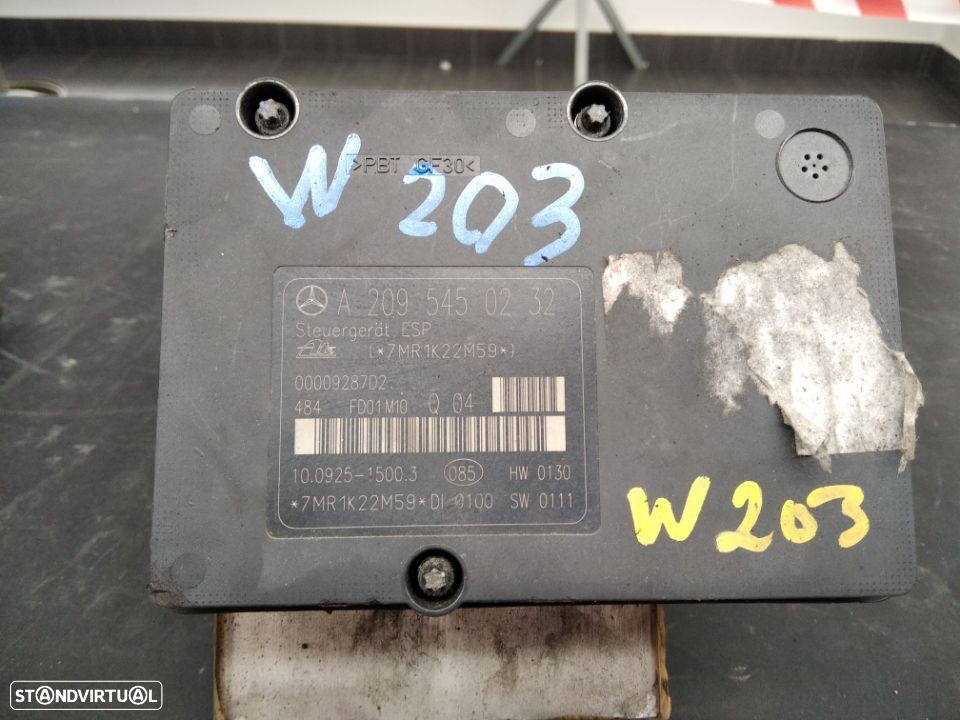 >PBT GF30<
W 203
A 209 545 02 32
Steuergerät ESP
(*7MR1K22M59*)
00009287D2
484 FD01M10 Q 04
10.0925-1500.3 085 HW 0130
*7MR1K22M59*DI 0100 SW 0111
W 203
STANDVIRTUAL